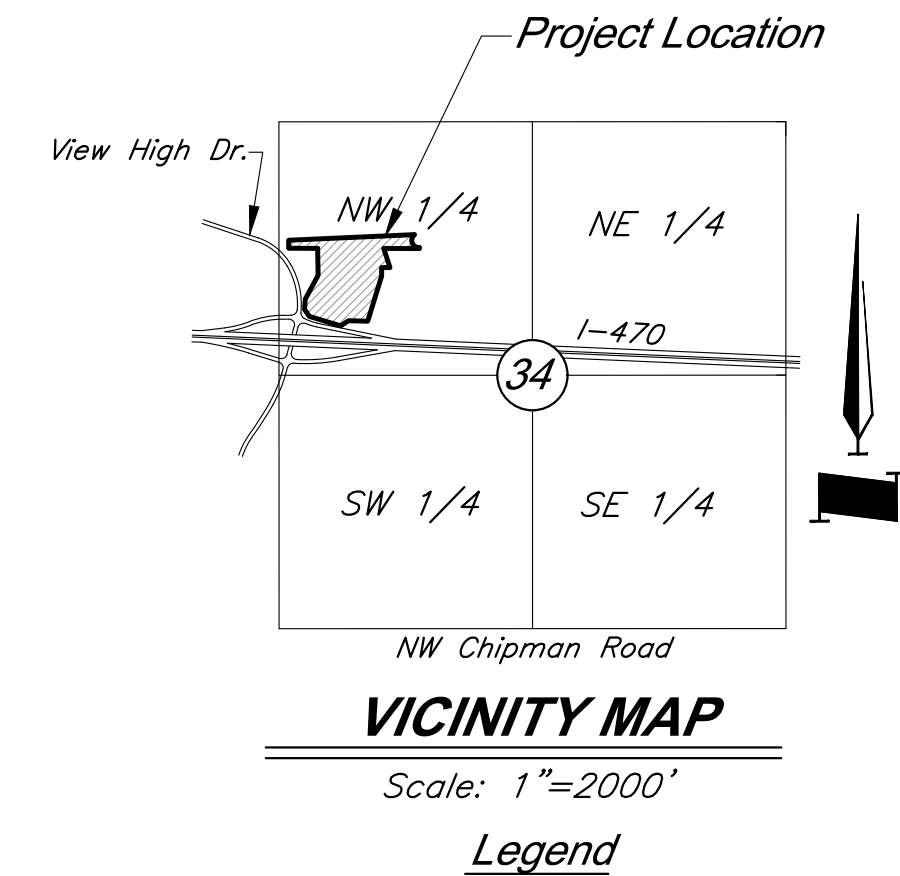 Project Location
View High Dr.
NW 1/4
NE 1/4
I-470
34
SW 1/4
SE 1/4
NW Chipman Road
VICINITY MAP
Scale: 1"=2000'
Legend